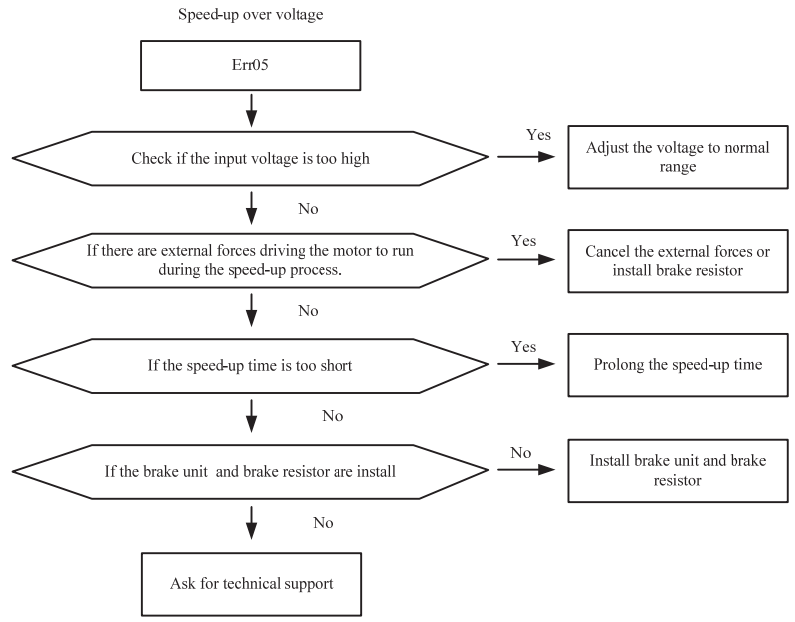 Speed-up over voltage
Err05
Check if the input voltage is too high
Yes
Adjust the voltage to normal
range
No
If there are external forces driving the motor to run
during the speed-up process.
Yes
Cancel the external forces or
install brake resistor
No
If the speed-up time is too short
Yes
Prolong the speed-up time
No
If the brake unit and brake resistor are install
No
Install brake unit and brake
resistor
No
Ask for technical support